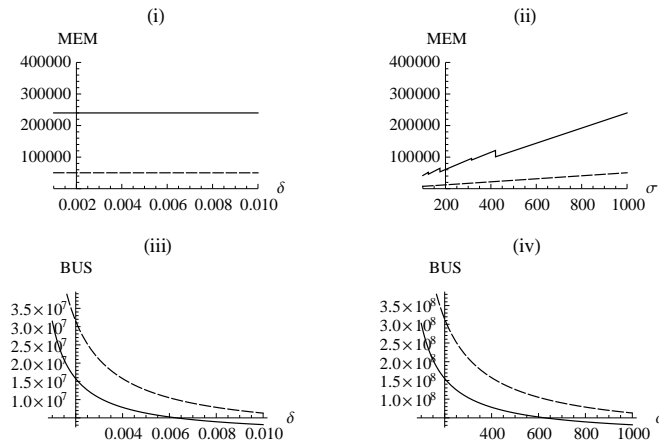 (i)
MEM
400000
300000
200000
100000
0.002 0.004 0.006 0.008 0.010
δ
(ii)
MEM
400000
300000
200000
100000
200 400 600 800 1000
σ
(iii)
BUS
3.5×10⁷
3.0×10⁷
2.5×10⁷
2.0×10⁷
1.5×10⁷
1.0×10⁷
0.004 0.006 0.008 0.010
δ
(iv)
BUS
3.5×10⁸
3.0×10⁸
2.5×10⁸
2.0×10⁸
1.5×10⁸
1.0×10⁸
400 600 800 1000